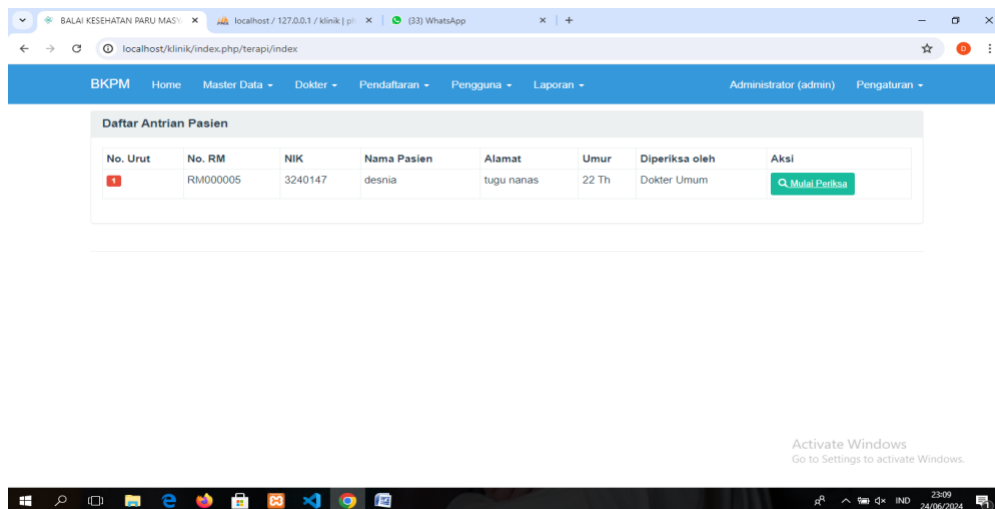 BALAI KESEHATAN PARU MASY
localhost / 127.0.0.1 / klinik | ph
(33) WhatsApp
localhost/klinik/index.php/terapi/index
D
BKPM Home Master Data Dokter Pendaftaran Pengguna Laporan Administrator (admin) Pengaturan
Daftar Antrian Pasien
No. Urut No. RM NIK Nama Pasien Alamat Umur Diperiksa oleh Aksi
1 RM000005 3240147 desnia tugu nanas 22 Th Dokter Umum Mulai Periksa
Activate Windows
Go to Settings to activate Windows.
IND 23:09
24/06/2024